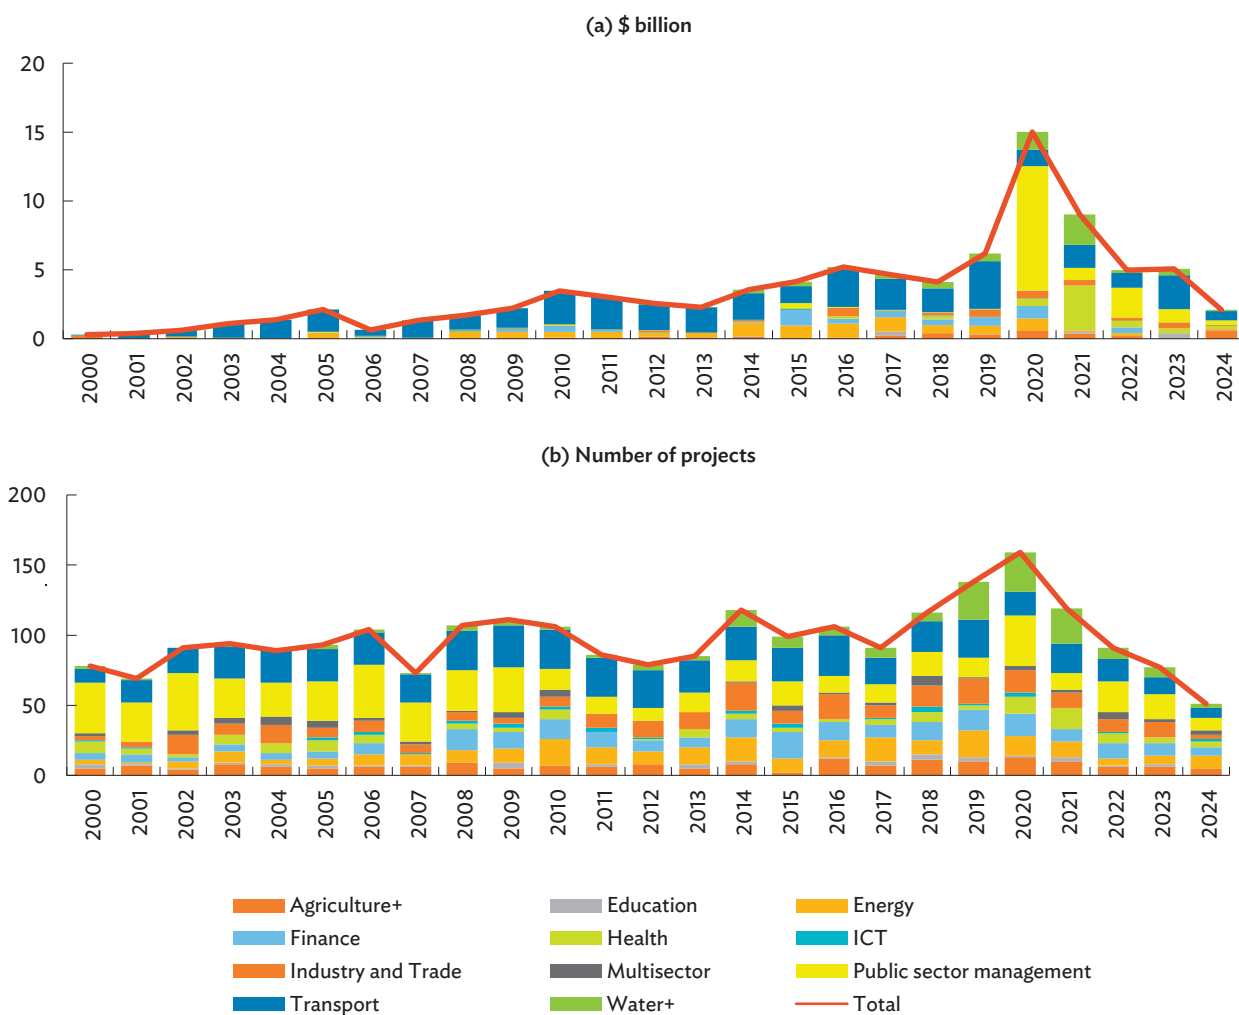 (a) $ billion
20
15
10
5
0
2000 2001 2002 2003 2004 2005 2006 2007 2008 2009 2010 2011 2012 2013 2014 2015 2016 2017 2018 2019 2020 2021 2022 2023 2024
(b) Number of projects
200
150
100
50
0
2000 2001 2002 2003 2004 2005 2006 2007 2008 2009 2010 2011 2012 2013 2014 2015 2016 2017 2018 2019 2020 2021 2022 2023 2024
Agriculture+ Education Energy
Finance Health ICT
Industry and Trade Multisector Public sector management
Transport Water+ Total